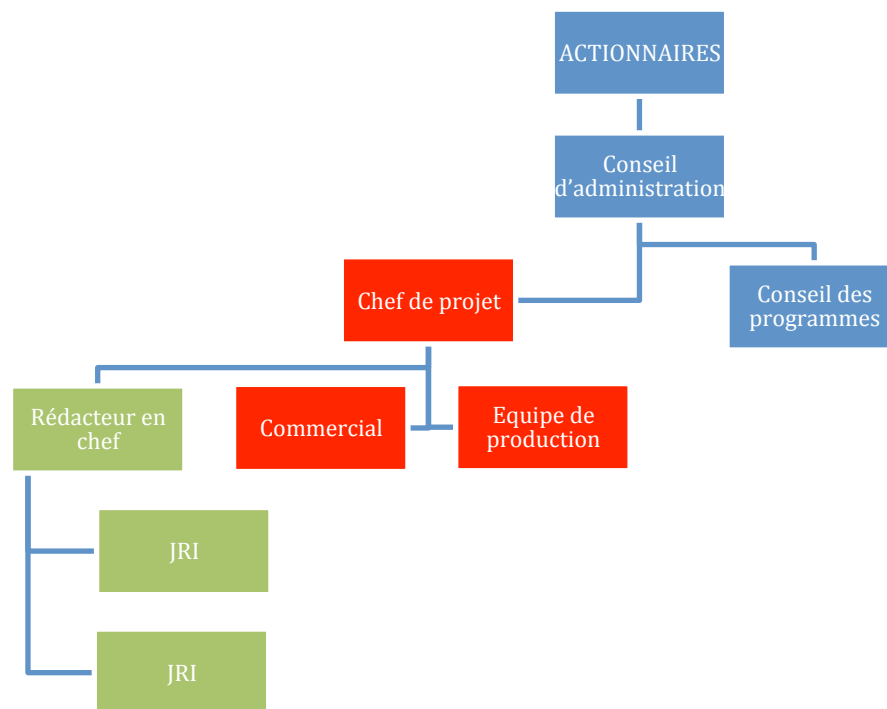 ACTIONNAIRES
Conseil
d'administration
Chef de projet
Conseil des
programmes
Rédacteur en
chef
Commercial
Equipe de
production
JRI
JRI